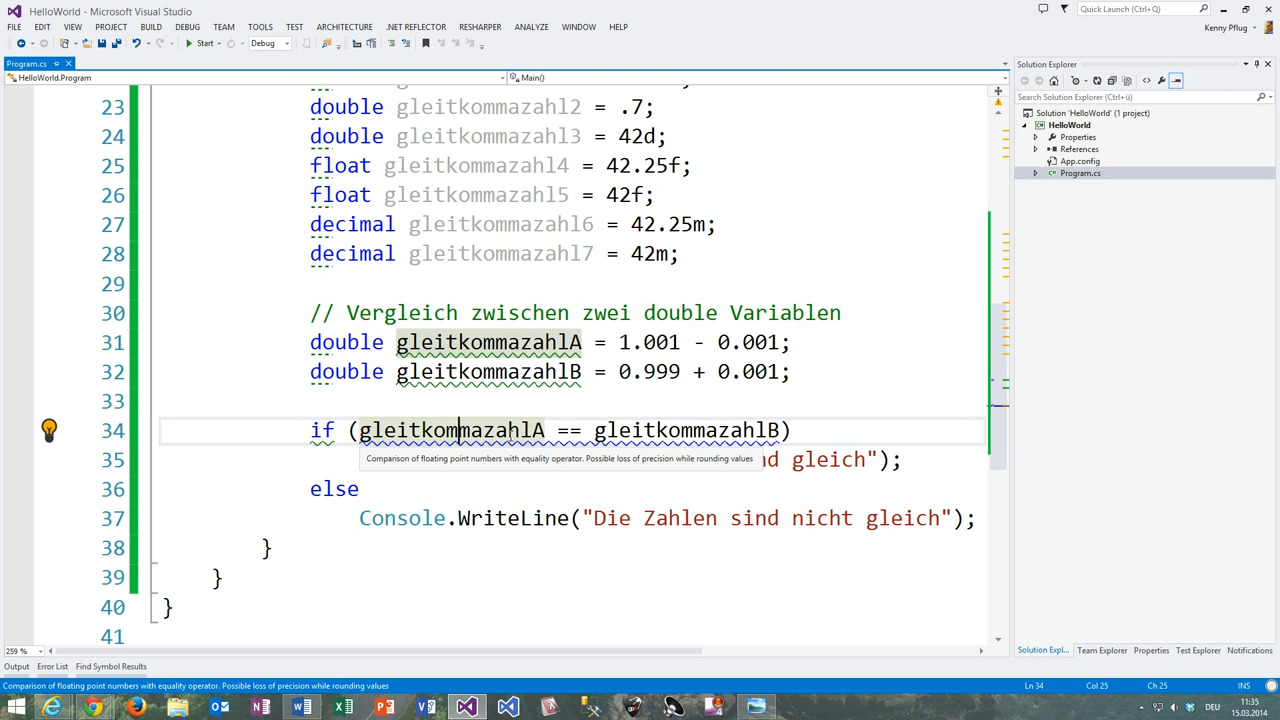 HelloWorld - Microsoft Visual Studio
Quick Launch (Ctrl+Q)
FILE EDIT VIEW PROJECT BUILD DEBUG TEAM TOOLS TEST ARCHITECTURE .NET REFLECTOR RESHARPER ANALYZE WINDOW HELP
Kenny Pflug
Start Debug
Program.cs
HelloWorld.Program
Main()
Solution Explorer
Search Solution Explorer (Ctrl+ü)
Solution 'HelloWorld' (1 project)
HelloWorld
Properties
References
App.config
Program.cs
23 double gleitkommazahl2 = .7;
24 double gleitkommazahl3 = 42d;
25 float gleitkommazahl4 = 42.25f;
26 float gleitkommazahl5 = 42f;
27 decimal gleitkommazahl6 = 42.25m;
28 decimal gleitkommazahl7 = 42m;
29
30 // Vergleich zwischen zwei double Variablen
31 double gleitkommazahlA = 1.001 - 0.001;
32 double gleitkommazahlB = 0.999 + 0.001;
33
34 if (gleitkommazahlA == gleitkommazahlB)
Comparison of floating point numbers with equality operator. Possible loss of precision while rounding values
35 nd gleich");
36 else
37 Console.WriteLine("Die Zahlen sind nicht gleich");
38 }
39 }
40 }
41
259 %
Solution Expl... Team Explorer Properties Test Explorer Notifications
Output Error List Find Symbol Results
Comparison of floating point numbers with equality operator. Possible loss of precision while rounding values
Ln 34 Col 25 Ch 25 INS
DEU
11:35
15.03.2014